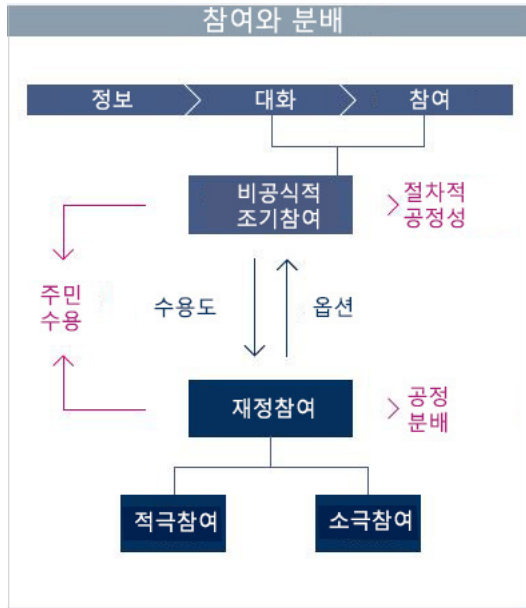 참여와 분배
정보 대화 참여
비공식적
조기참여
절차적
공정성
주민
수용
수용도
옵션
재정참여
공정
분배
적극참여
소극참여